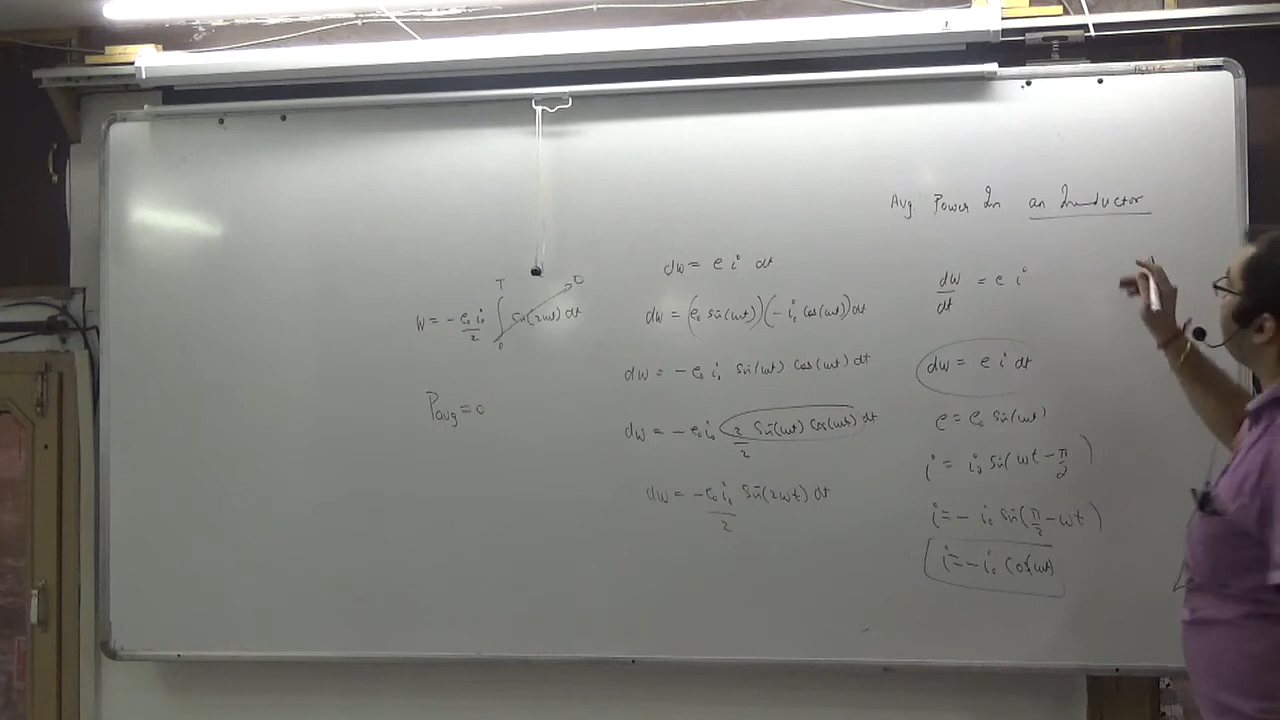 Avg Power In an Inductor
dw/dt = e i
dw = e i dt
e = e₀ sin(ωt)
i = i₀ sin(ωt - π/2)
i = - i₀ sin(π/2 - ωt)
i = - i₀ cos(ωt)
dw = e i dt
dw = (e₀ sin(ωt))(- i₀ cos(ωt)) dt
dw = - e₀ i₀ sin(ωt) cos(ωt) dt
dw = - e₀ i₀ 2/2 sin(ωt) cos(ωt) dt
dw = - e₀ i₀/2 sin(2ωt) dt
W = - e₀ i₀/2 ∫₀ᵀ sin(2ωt) dt 0
Pavg = 0